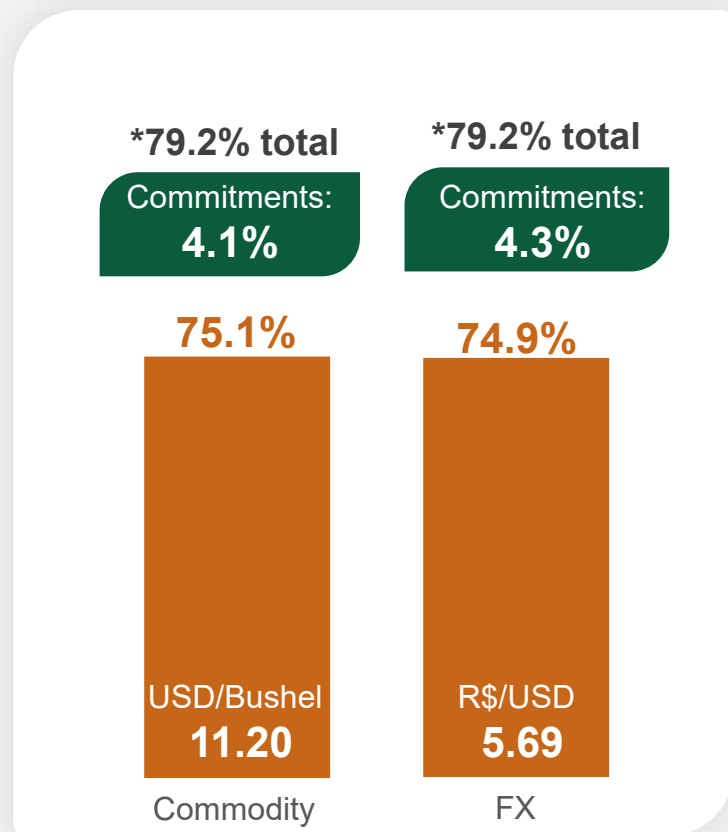 *79.2% total
Commitments:
4.1%
75.1%
USD/Bushel
11.20
Commodity
*79.2% total
Commitments:
4.3%
74.9%
R$/USD
5.69
FX